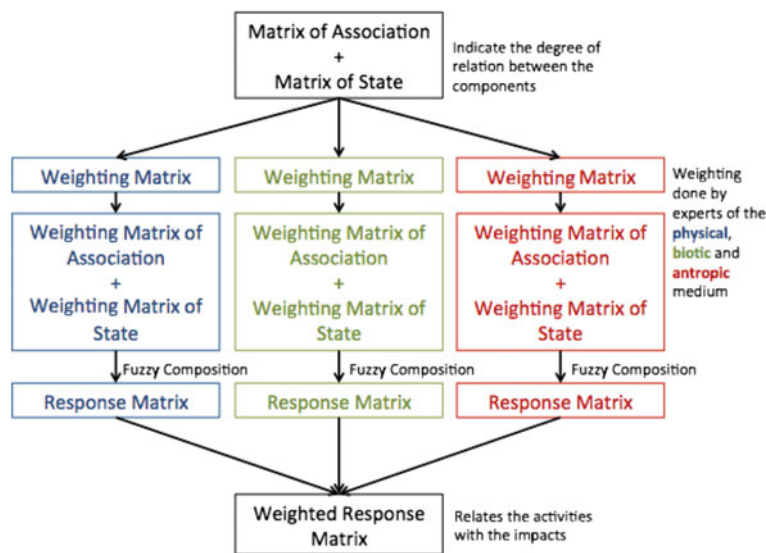 Matrix of Association
+
Matrix of State
Indicate the degree of
relation between the
components
Weighting Matrix
Weighting Matrix
Weighting Matrix
Weighting
done by
experts of the
physical,
biotic and
antropic
medium
Weighting Matrix of
Association
+
Weighting Matrix of
State
Weighting Matrix of
Association
+
Weighting Matrix of
State
Weighting Matrix of
Association
+
Weighting Matrix of
State
Fuzzy Composition
Fuzzy Composition
Fuzzy Composition
Response Matrix
Response Matrix
Response Matrix
Weighted Response
Matrix
Relates the activities
with the impacts